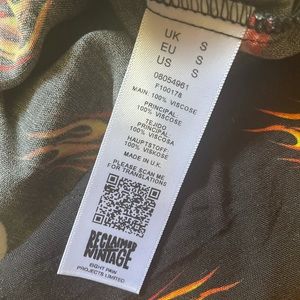 UK S
EU S
US S
08054961
F100178
MAIN: 100% VISCOSE
PRINCIPAL:
100% VISCOSE
TEJIDO
PRINCIPAL:
100% VISCOSA
HAUPTSTOFF:
100% VISKOSE
MADE IN U.K.
PLEASE SCAN ME
FOR TRANSLATIONS
RECLAIMED
VINTAGE
EIGHT PAW
PROJECTS LIMITED